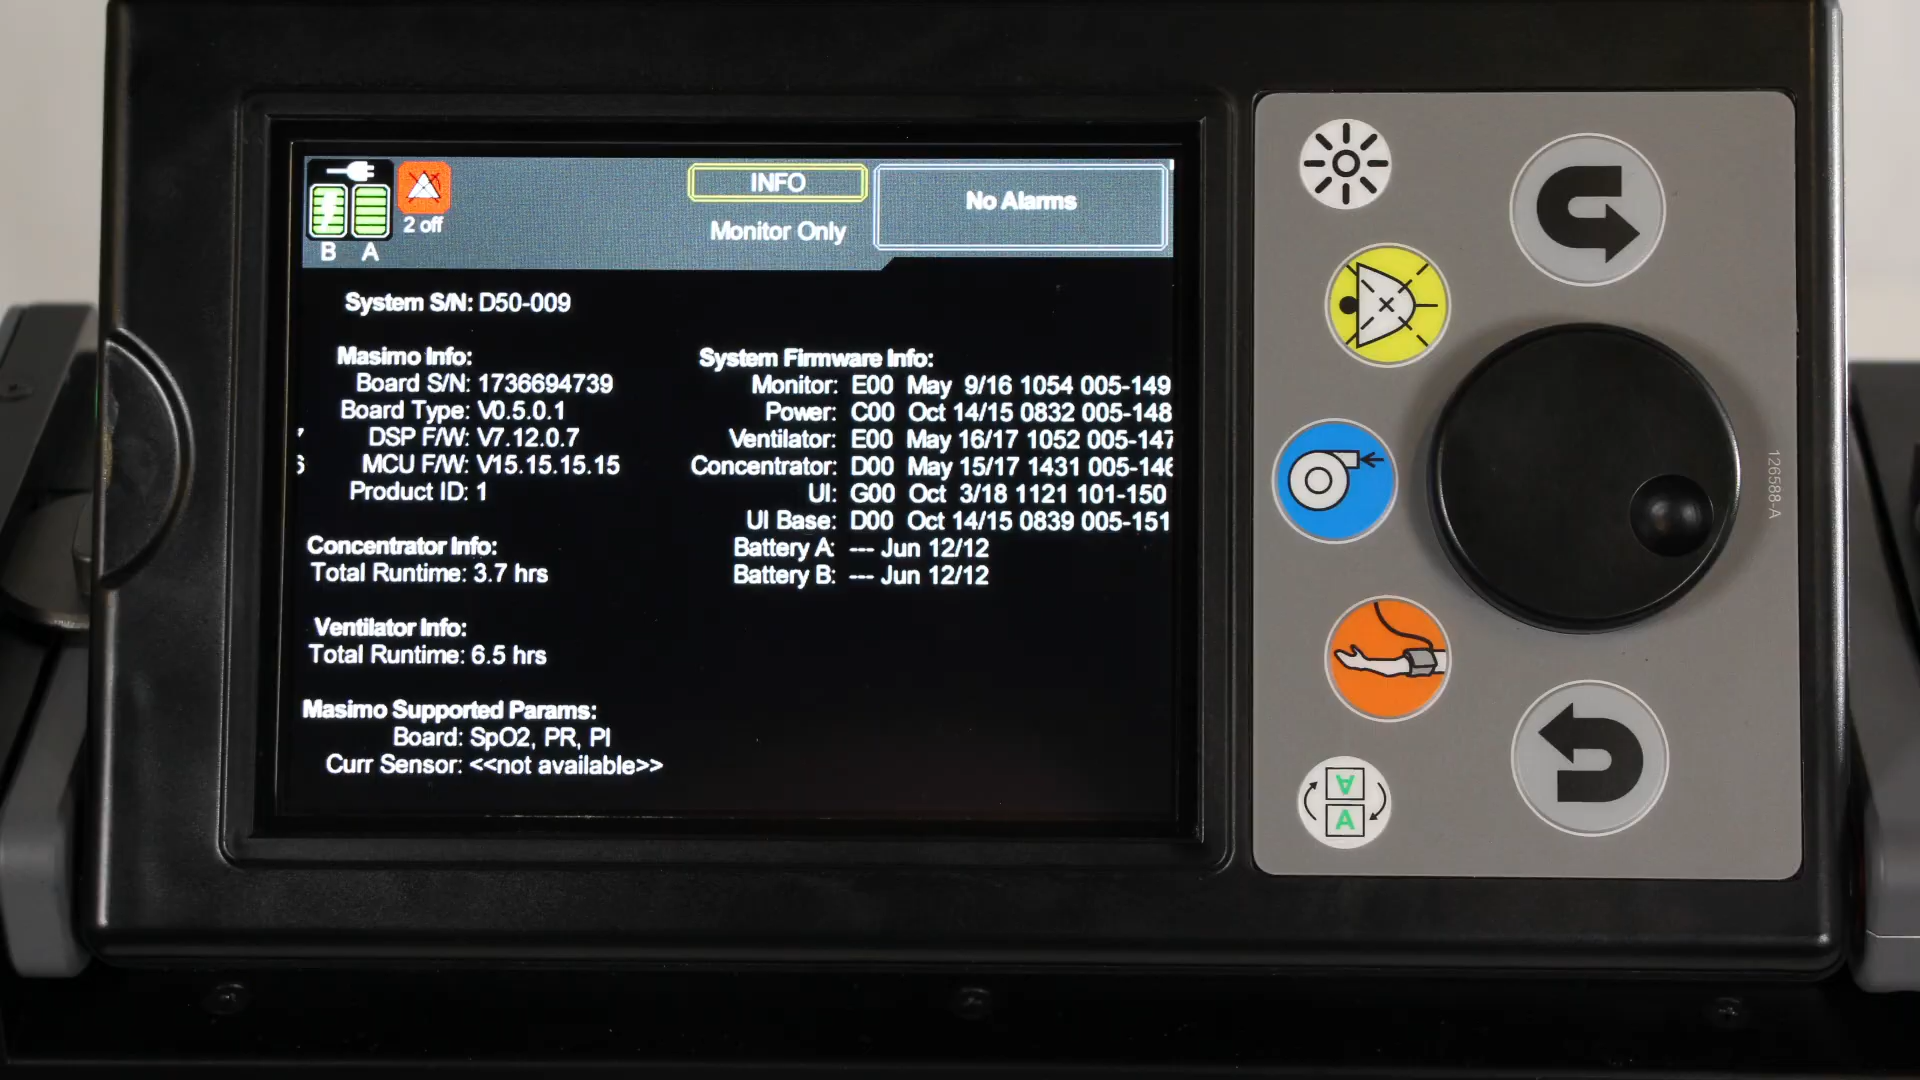 INFO
No Alarms
2 off
Monitor Only
B A
System S/N: D50-009
Masimo Info:
Board S/N: 1736694739
Board Type: V0.5.0.1
DSP F/W: V7.12.0.7
MCU F/W: V15.15.15.15
Product ID: 1
Concentrator Info:
Total Runtime: 3.7 hrs
Ventilator Info:
Total Runtime: 6.5 hrs
Masimo Supported Params:
Board: SpO2, PR, PI
Curr Sensor: <<not available>>
System Firmware Info:
Monitor: E00 May 9/16 1054 005-149
Power: C00 Oct 14/15 0832 005-148
Ventilator: E00 May 16/17 1052 005-147
Concentrator: D00 May 15/17 1431 005-146
UI: G00 Oct 3/18 1121 101-150
UI Base: D00 Oct 14/15 0839 005-151
Battery A: --- Jun 12/12
Battery B: --- Jun 12/12
7
6
A
A
126588-A